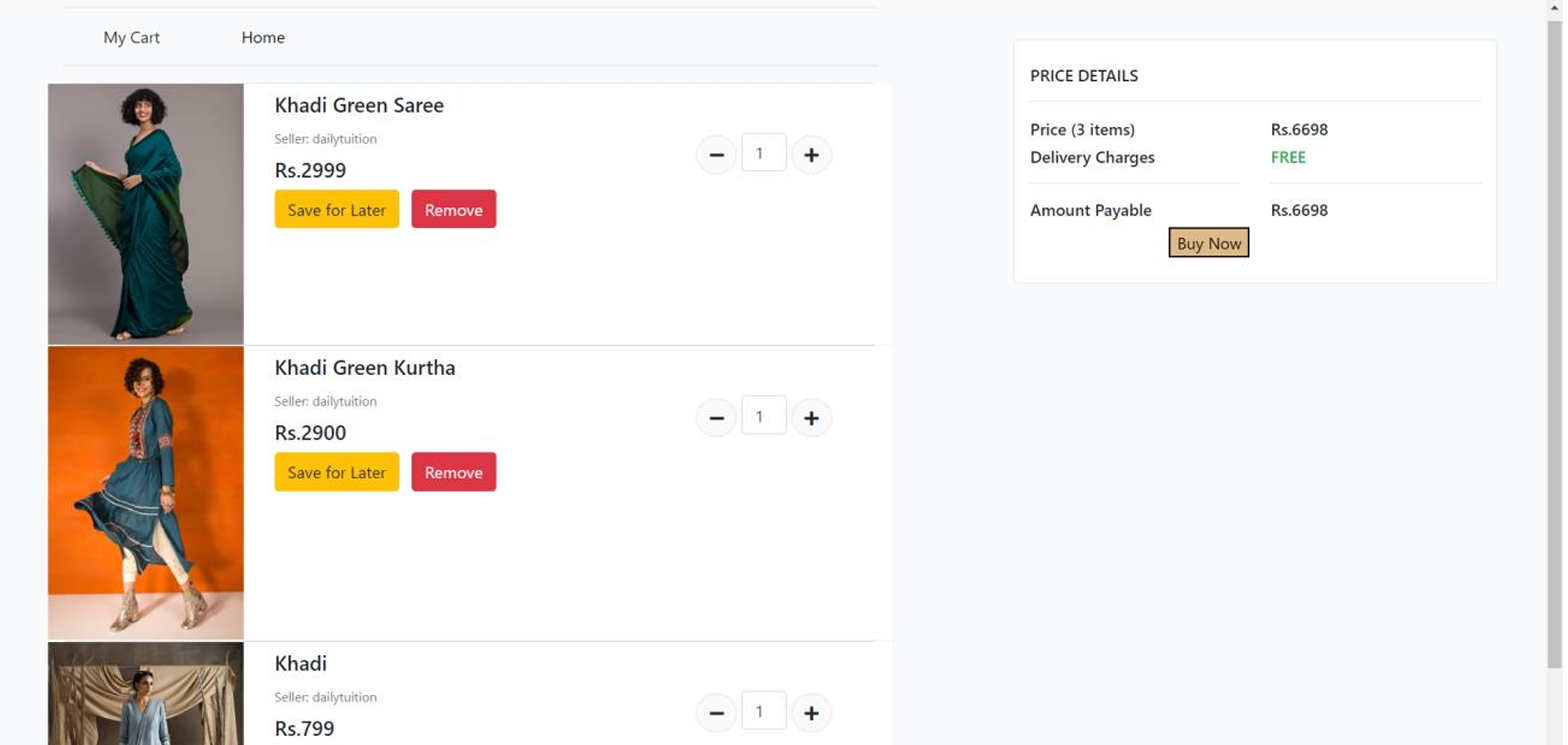 My Cart Home
Khadi Green Saree
Seller: dailytuition
Rs.2999
Save for Later Remove
1
Khadi Green Kurtha
Seller: dailytuition
Rs.2900
Save for Later Remove
1
Khadi
Seller: dailytuition
Rs.799
1
PRICE DETAILS
Price (3 items) Rs.6698
Delivery Charges FREE
Amount Payable Rs.6698
Buy Now